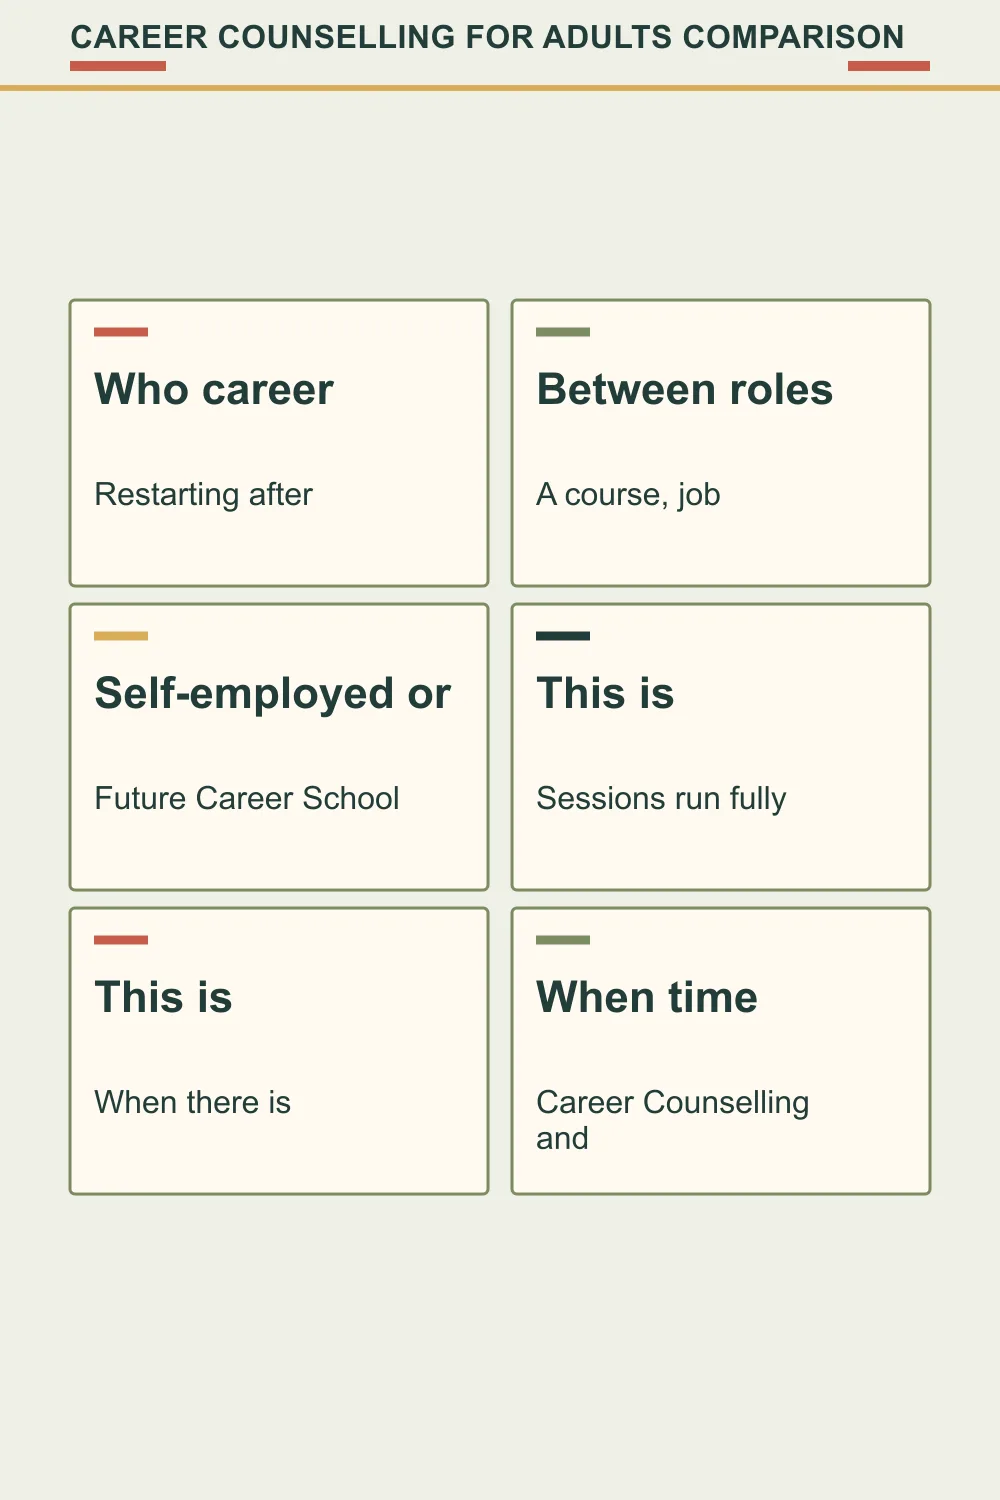 CAREER COUNSELLING FOR ADULTS COMPARISON
Who career
Restarting after
Between roles
A course, job
Self-employed or
Future Career School
This is
Sessions run fully
This is
When there is
When time
Career Counselling
and